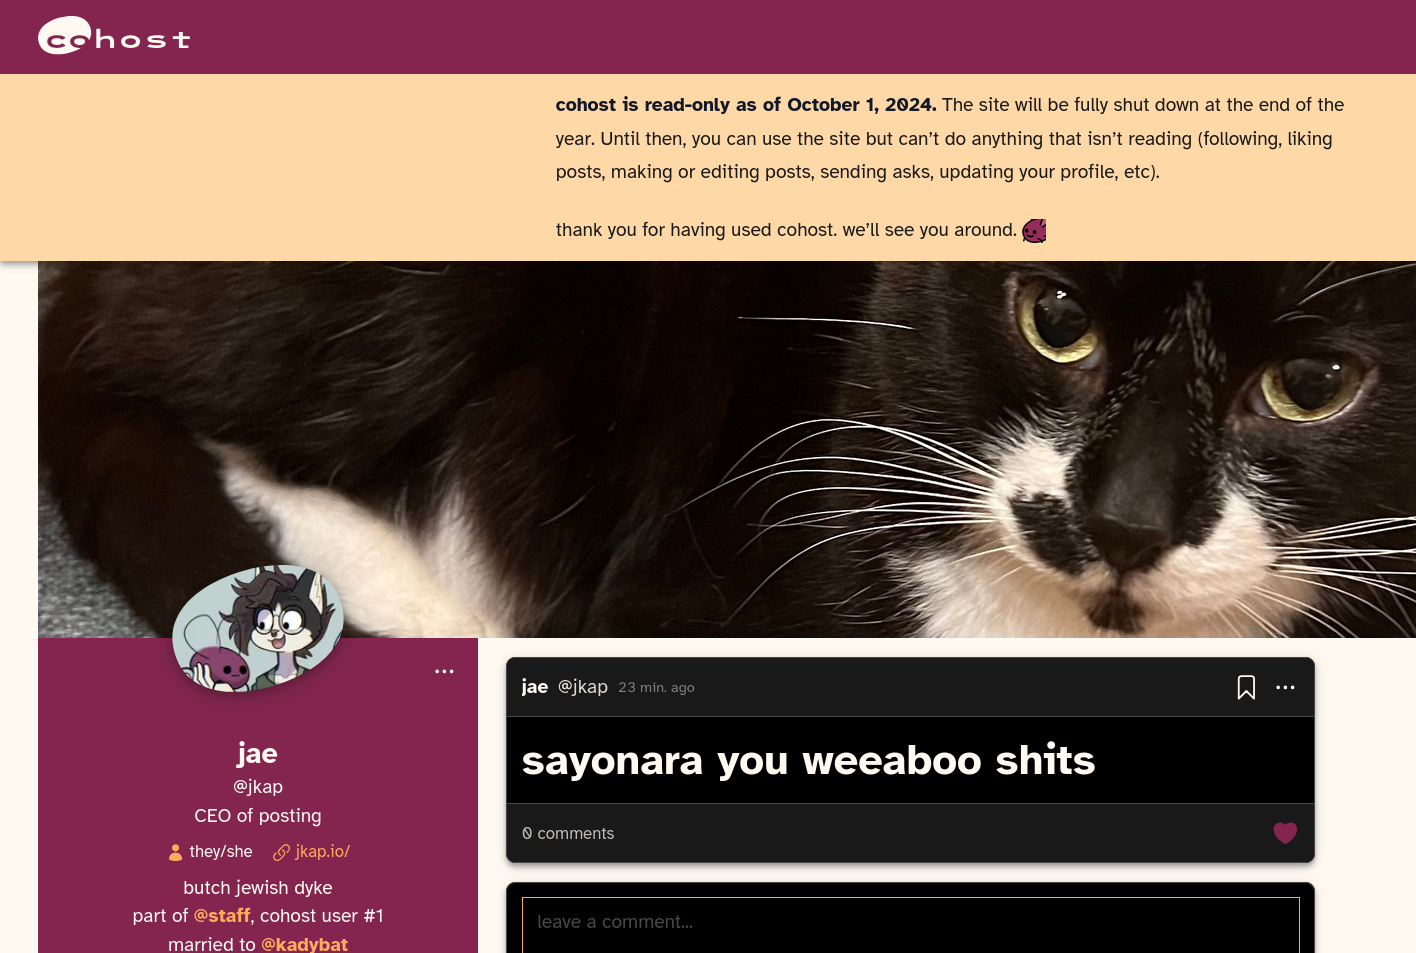 cohost
cohost is read-only as of October 1, 2024. The site will be fully shut down at the end of the
year. Until then, you can use the site but can’t do anything that isn’t reading (following, liking
posts, making or editing posts, sending asks, updating your profile, etc).
thank you for having used cohost. we’ll see you around.
jae
@jkap
CEO of posting
they/she jkap.io/
butch jewish dyke
part of @staff, cohost user #1
married to @kadybat
jae @jkap 23 min. ago
sayonara you weeaboo shits
0 comments
leave a comment...